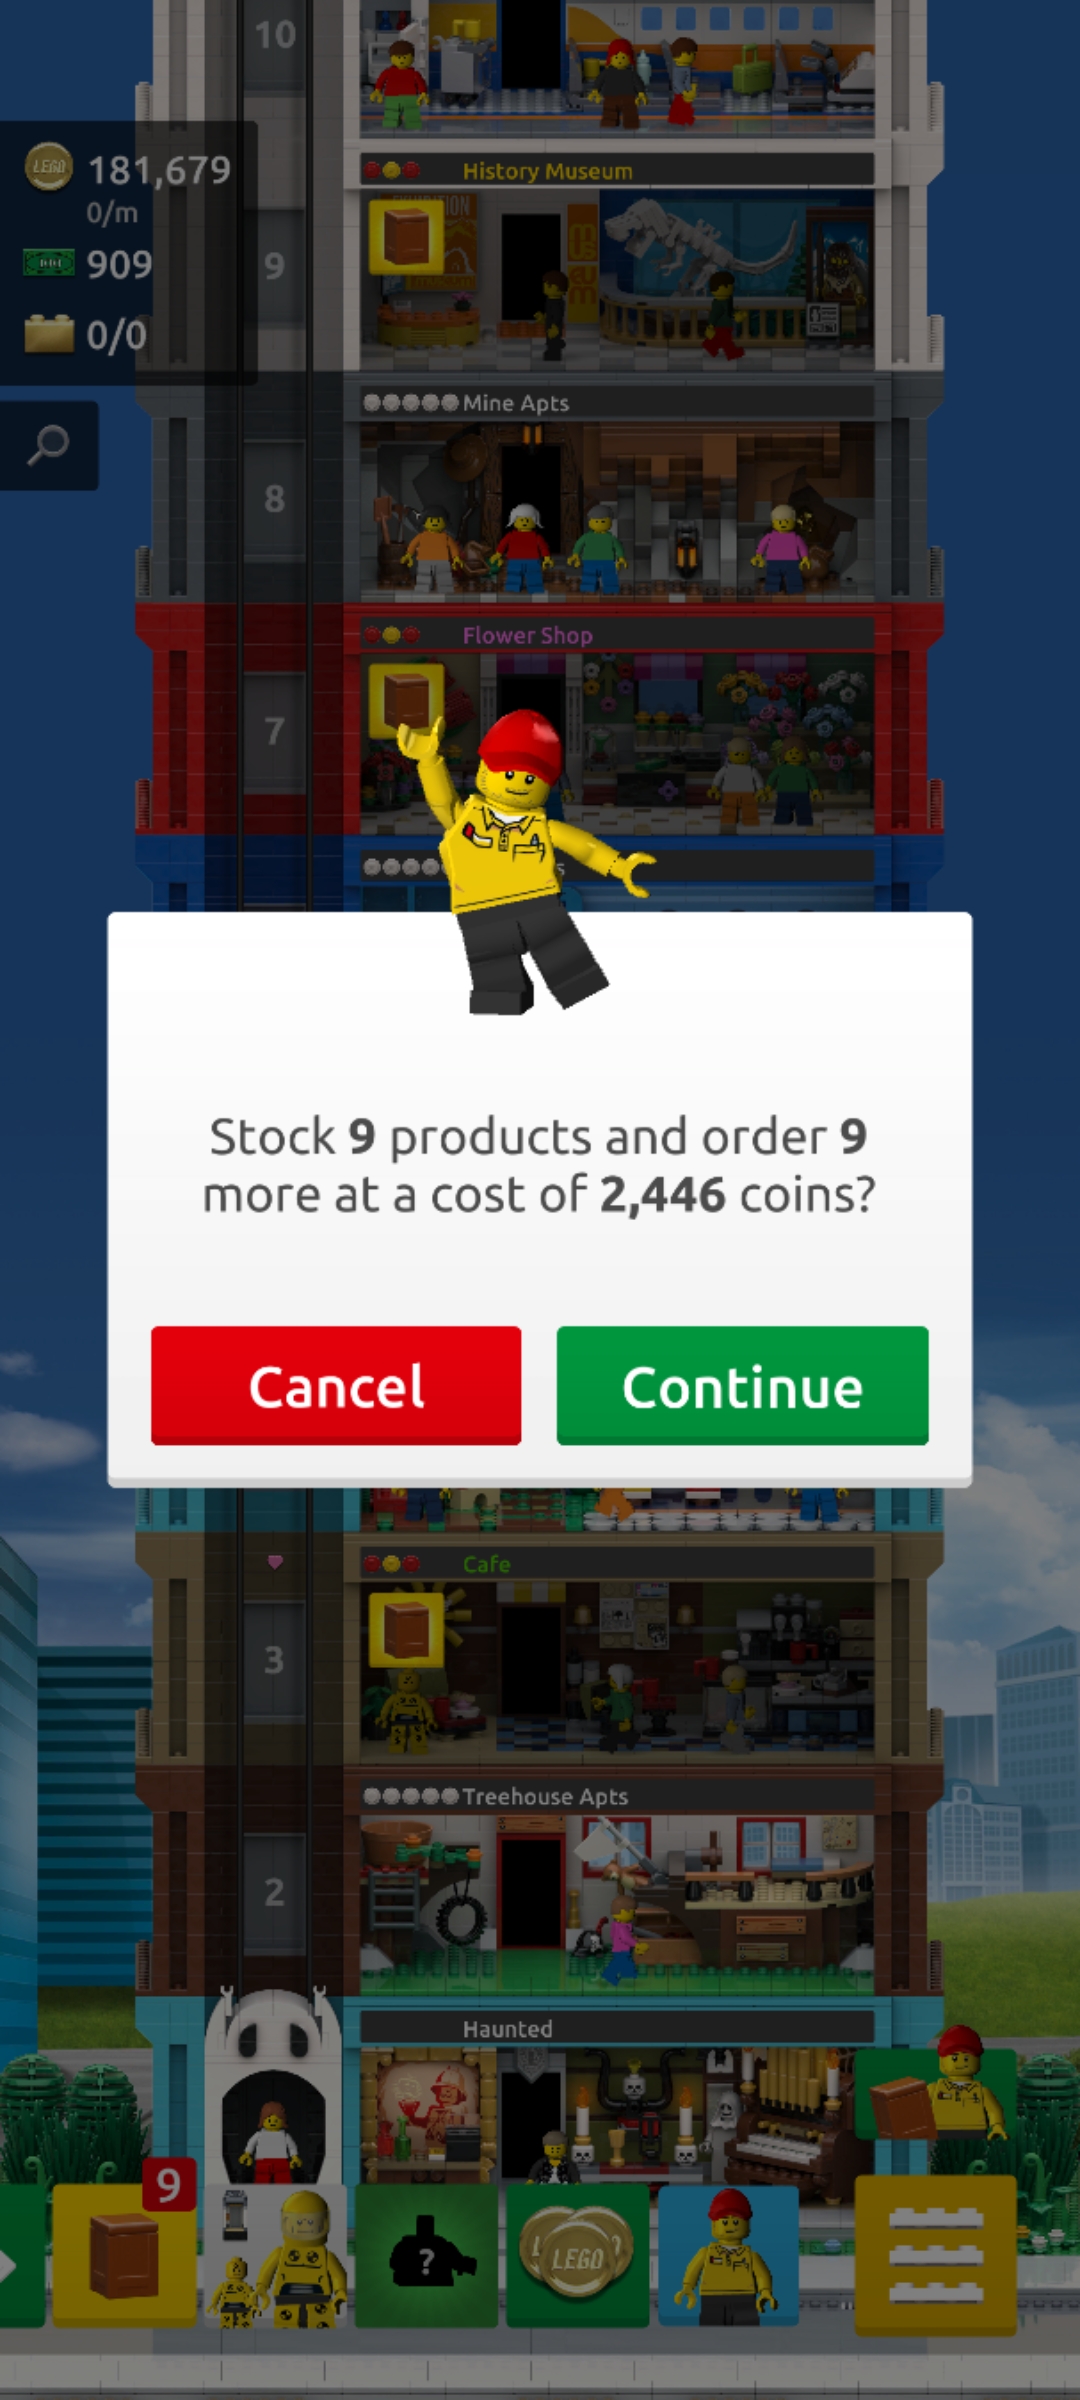 10
History Museum
LEGO 181,679
0/m
909
9
0/0
Mine Apts
8
Flower Shop
7
Stock 9 products and order 9
more at a cost of 2,446 coins?
Cancel
Continue
Cafe
3
Treehouse Apts
2
Haunted
9
?
LEGO